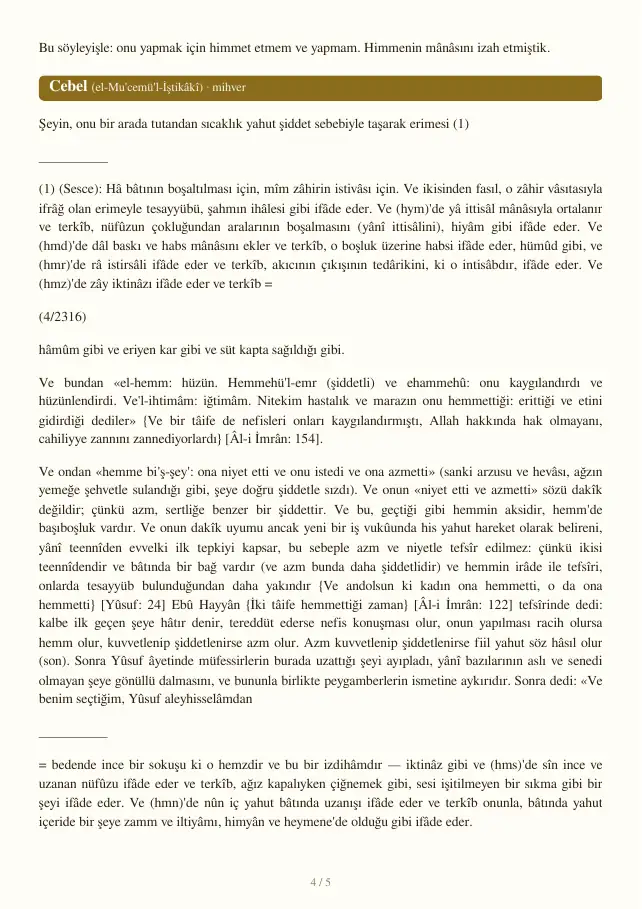 Bu söyleyişle: onu yapmak için himmet etmem ve yapmam. Himmenin mânâsını izah etmiştik.
Cebel (el-Mu'cemü'l-İştikâkî) · mihver
Şeyin, onu bir arada tutandan sıcaklık yahut şiddet sebebiyle taşarak erimesi (1)
(1) (Sesce): Hâ bâtının boşaltılması için, mîm zâhirin istivâsı için. Ve ikisinden fasıl, o zâhir vâsıtasıyla
ifrâğ olan erimeyle tesayyübü, şahmın ihâlesi gibi ifâde eder. Ve (hym)'de yâ ittisâl mânâsıyla ortalanır
ve terkîb, nüfûzun çokluğundan aralarının boşalmasını (yânî ittisâlini), hiyâm gibi ifâde eder. Ve
(hmd)'de dâl baskı ve habs mânâsını ekler ve terkîb, o boşluk üzerine habsi ifâde eder, hümûd gibi, ve
(hmr)'de râ istirsâli ifâde eder ve terkîb, akıcının çıkışının tedârikini, ki o intisâbdır, ifâde eder. Ve
(hmz)'de zây iktinâzı ifâde eder ve terkîb =
(4/2316)
hâmûm gibi ve eriyen kar gibi ve süt kapta sağıldığı gibi.
Ve bundan «el-hemm: hüzün. Hemmehü'l-emr (şiddetli) ve ehammehû: onu kaygılandırdı ve
hüzünlendirdi. Ve'l-ihtimâm: iğtimâm. Nitekim hastalık ve marazın onu hemmettiği: erittiği ve etini
gidirdiği dediler» {Ve bir tâife de nefisleri onları kaygılandırmıştı, Allah hakkında hak olmayanı,
cahiliyye zannını zannediyorlardı} [Âl-i İmrân: 154].
Ve ondan «hemme bi'ş-şey': ona niyet etti ve onu istedi ve ona azmetti» (sanki arzusu ve hevâsı, ağzın
yemeğe şehvetle sulandığı gibi, şeye doğru şiddetle sızdı). Ve onun «niyet etti ve azmetti» sözü dakîk
değildir; çünkü azm, sertliğe benzer bir şiddettir. Ve bu, geçtiği gibi hemmin aksidir, hemm'de
başıboşluk vardır. Ve onun dakîk uyumu ancak yeni bir iş vukûunda his yahut hareket olarak belireni,
yânî teennîden evvelki ilk tepkiyi kapsar, bu sebeple azm ve niyetle tefsîr edilmez: çünkü ikisi
teennîdendir ve bâtında bir bağ vardır (ve azm bunda daha şiddetlidir) ve hemmin irâde ile tefsîri,
onlarda tesayyüb bulunduğundan daha yakındır {Ve andolsun ki kadın ona hemmetti, o da ona
hemmetti} [Yûsuf: 24] Ebû Hayyân {İki tâife hemmettiği zaman} [Âl-i İmrân: 122] tefsîrinde dedi:
kalbe ilk geçen şeye hâtır denir, tereddüt ederse nefis konuşması olur, onun yapılması racih olursa
hemm olur, kuvvetlenip şiddetlenirse azm olur. Azm kuvvetlenip şiddetlenirse fiil yahut söz hâsıl olur
(son). Sonra Yûsuf âyetinde müfessirlerin burada uzattığı şeyi ayıpladı, yânî bazılarının aslı ve senedi
olmayan şeye gönüllü dalmasını, ve bununla birlikte peygamberlerin ismetine aykırıdır. Sonra dedi: «Ve
benim seçtiğim, Yûsuf aleyhisselâmdan
= bedende ince bir sokuşu ki o hemzdir ve bu bir izdihâmdır — iktinâz gibi ve (hms)'de sîn ince ve
uzanan nüfûzu ifâde eder ve terkîb, ağız kapalıyken çiğnemek gibi, sesi işitilmeyen bir sıkma gibi bir
şeyi ifâde eder. Ve (hmn)'de nûn iç yahut bâtında uzanışı ifâde eder ve terkîb onunla, bâtında yahut
içeride bir şeye zamm ve iltiyâmı, himyân ve heymene'de olduğu gibi ifâde eder.
4 / 5